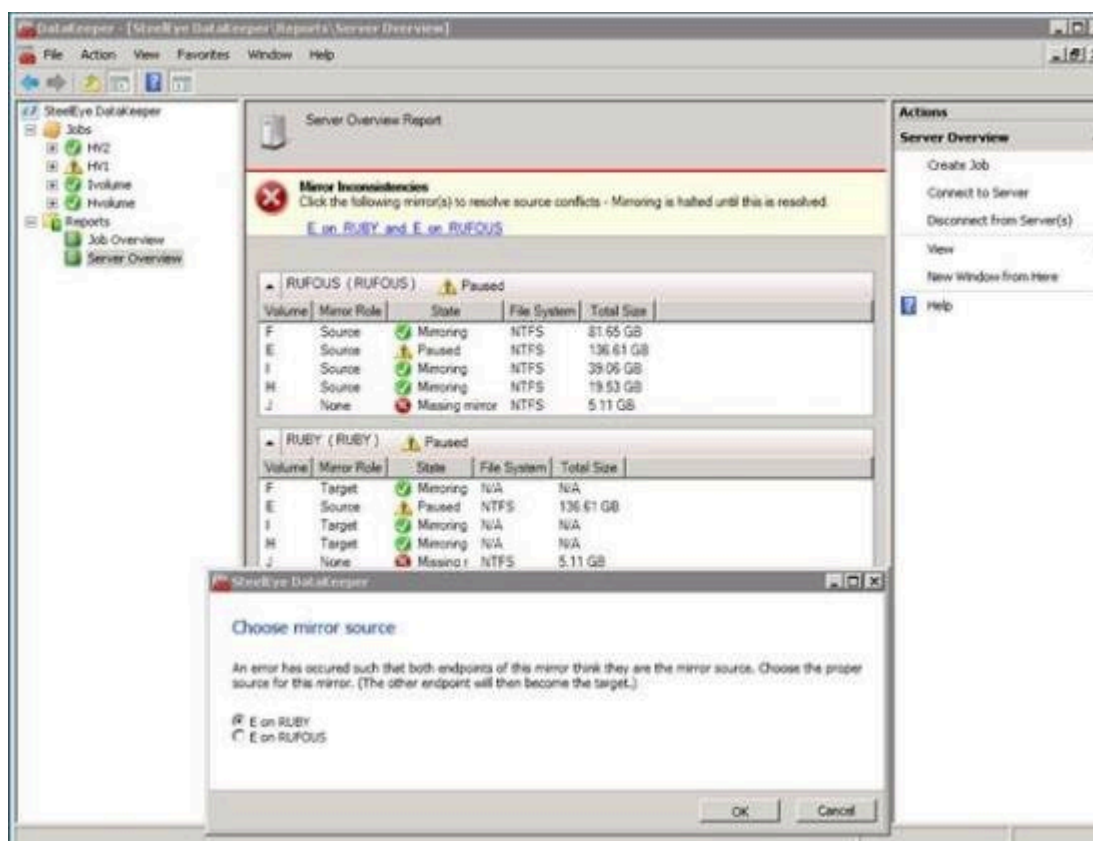 DataKeeper - [SteelEye DataKeeper\Reports\Server Overview]
File Action View Favorites Window Help
SteelEye DataKeeper
Jobs
HV2
HV1
Ivolume
Hvolume
Reports
Job Overview
Server Overview
Server Overview Report
Mirror Inconsistencies
Click the following mirror(s) to resolve source conflicts - Mirroring is halted until this is resolved.
E on RUBY and E on RUFOUS
RUFOUS (RUFOUS) Paused
Volume Mirror Role State File System Total Size
F Source Mirroring NTFS 81.65 GB
E Source Paused NTFS 136.61 GB
I Source Mirroring NTFS 39.06 GB
H Source Mirroring NTFS 19.53 GB
J None Missing mirror NTFS 5.11 GB
RUBY (RUBY) Paused
Volume Mirror Role State File System Total Size
F Target Mirroring N/A N/A
E Source Paused NTFS 136.61 GB
I Target Mirroring N/A N/A
H Target Mirroring N/A N/A
J None Missing r NTFS 5.11 GB
Actions
Server Overview
Create Job
Connect to Server
Disconnect from Server(s)
View
New Window from Here
Help
SteelEye DataKeeper
Choose mirror source
An error has occured such that both endpoints of this mirror think they are the mirror source. Choose the proper
source for this mirror. (The other endpoint will then become the target.)
E on RUBY
E on RUFOUS
OK Cancel